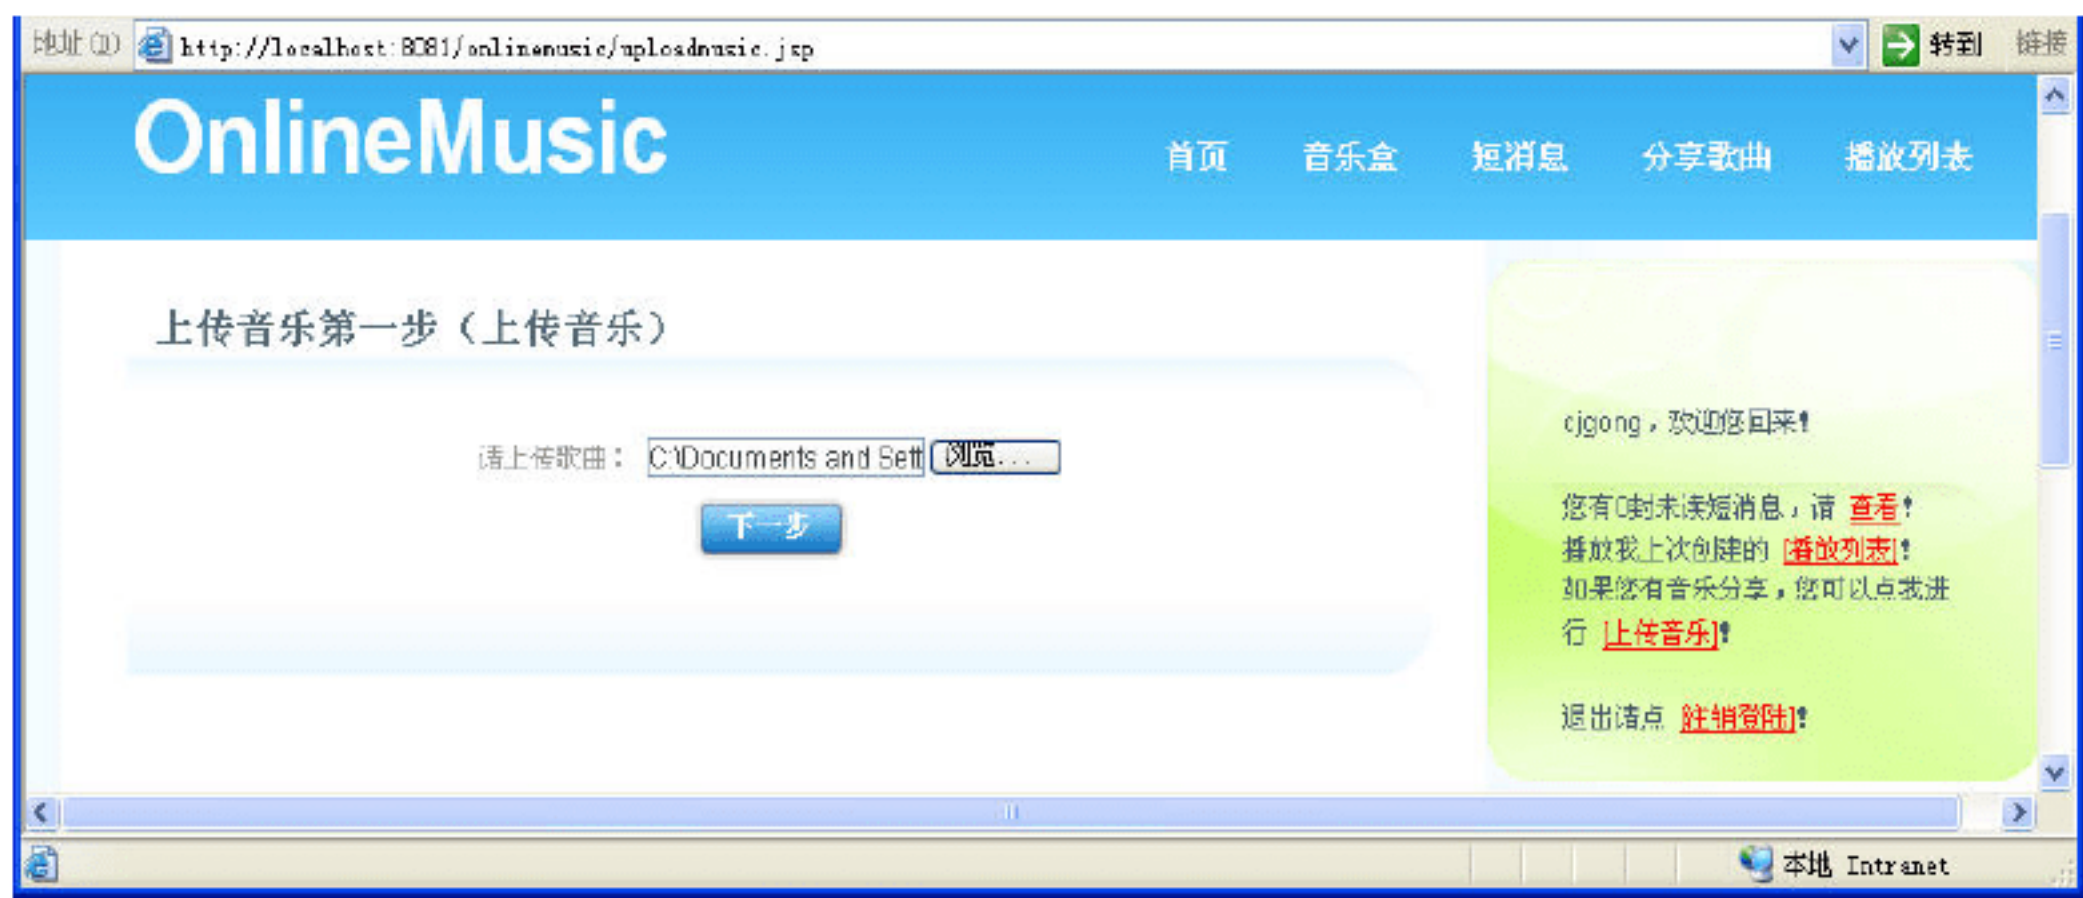 地址(D) http://localhost:8081/onlinemusic/uploadmusic.jsp 转到 链接
OnlineMusic
首页 音乐盒 短消息 分享歌曲 播放列表
上传音乐第一步（上传音乐）
请上传歌曲： C:\Documents and Sett 浏览...
下一步
cjgong，欢迎您回来！
您有0封未读短消息，请 查看！
播放我上次创建的 [播放列表]！
如果您有音乐分享，您可以点我进
行 [上传音乐]！
退出请点 [注销登陆]！
本地 Intranet